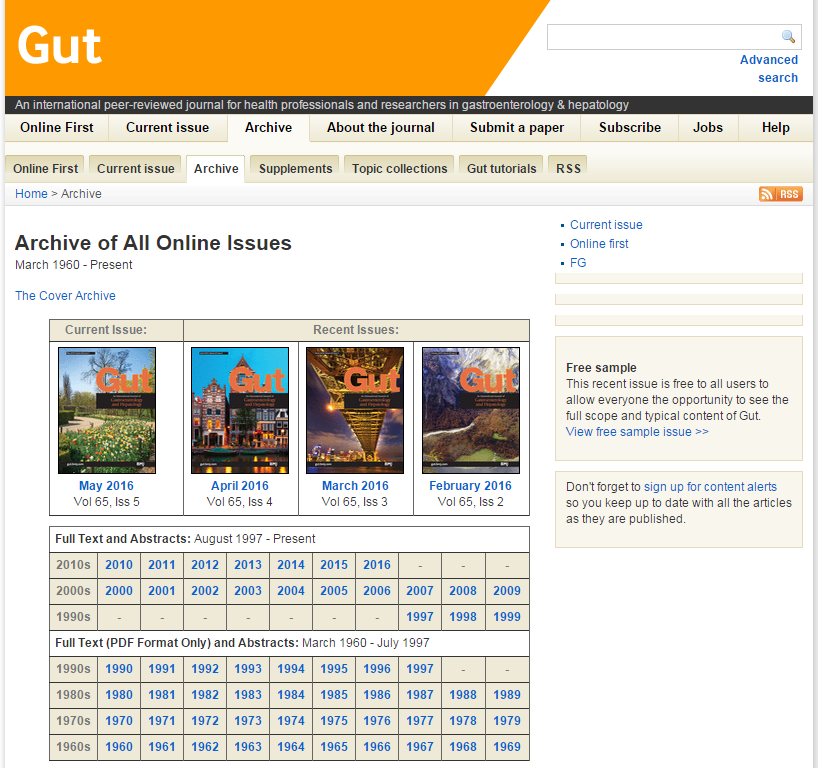 Gut
Advanced
search
An international peer-reviewed journal for health professionals and researchers in gastroenterology & hepatology
Online First Current issue Archive About the journal Submit a paper Subscribe Jobs Help
Online First Current issue Archive Supplements Topic collections Gut tutorials RSS
Home > Archive RSS
Archive of All Online Issues
March 1960 - Present
The Cover Archive
Current Issue: Recent Issues:
Gut Gut Gut Gut
May 2016 April 2016 March 2016 February 2016
Vol 65, Iss 5 Vol 65, Iss 4 Vol 65, Iss 3 Vol 65, Iss 2
Full Text and Abstracts: August 1997 - Present
2010s 2010 2011 2012 2013 2014 2015 2016 - - -
2000s 2000 2001 2002 2003 2004 2005 2006 2007 2008 2009
1990s - - - - - - - 1997 1998 1999
Full Text (PDF Format Only) and Abstracts: March 1960 - July 1997
1990s 1990 1991 1992 1993 1994 1995 1996 1997 - -
1980s 1980 1981 1982 1983 1984 1985 1986 1987 1988 1989
1970s 1970 1971 1972 1973 1974 1975 1976 1977 1978 1979
1960s 1960 1961 1962 1963 1964 1965 1966 1967 1968 1969
Current issue
Online first
FG
Free sample
This recent issue is free to all users to
allow everyone the opportunity to see the
full scope and typical content of Gut.
View free sample issue >>
Don't forget to sign up for content alerts
so you keep up to date with all the articles
as they are published.